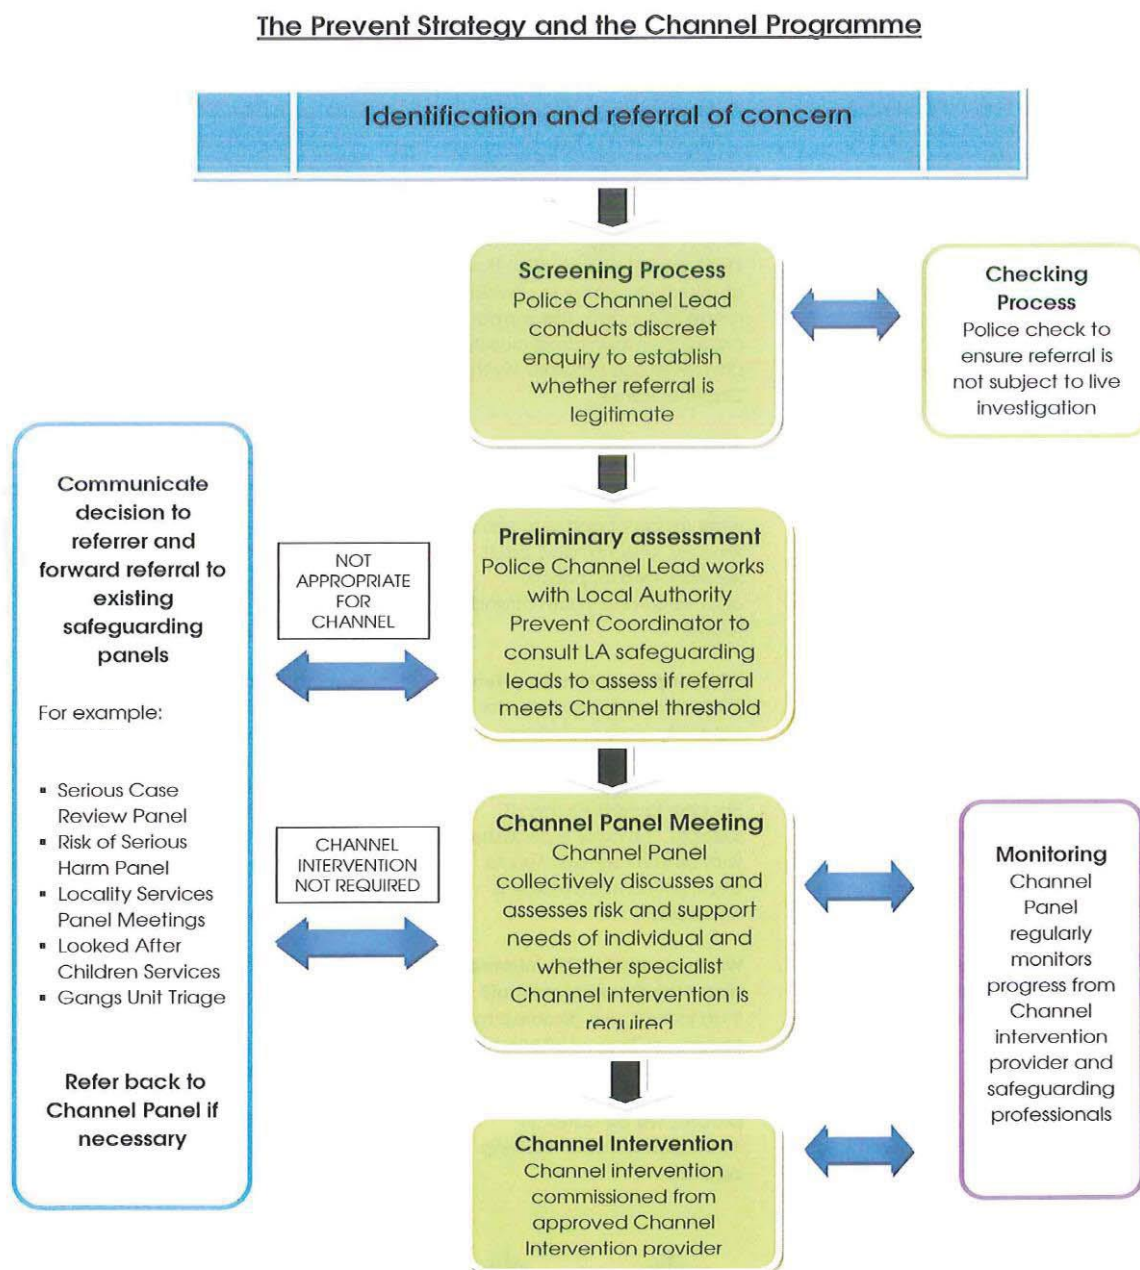 The Prevent Strategy and the Channel Programme
Identification and referral of concern
Screening Process
Police Channel Lead
conducts discreet
enquiry to establish
whether referral is
legitimate
Checking
Process
Police check to
ensure referral is
not subject to live
investigation
Communicate
decision to
referrer and
forward referral to
existing
safeguarding
panels
For example:
▪ Serious Case
Review Panel
▪ Risk of Serious
Harm Panel
▪ Locality Services
Panel Meetings
▪ Looked After
Children Services
▪ Gangs Unit Triage
Refer back to
Channel Panel if
necessary
NOT
APPROPRIATE
FOR
CHANNEL
Preliminary assessment
Police Channel Lead works
with Local Authority
Prevent Coordinator to
consult LA safeguarding
leads to assess if referral
meets Channel threshold
CHANNEL
INTERVENTION
NOT REQUIRED
Channel Panel Meeting
Channel Panel
collectively discusses and
assesses risk and support
needs of individual and
whether specialist
Channel intervention is
required
Monitoring
Channel
Panel
regularly
monitors
progress from
Channel
intervention
provider and
safeguarding
professionals
Channel Intervention
Channel intervention
commissioned from
approved Channel
Intervention provider